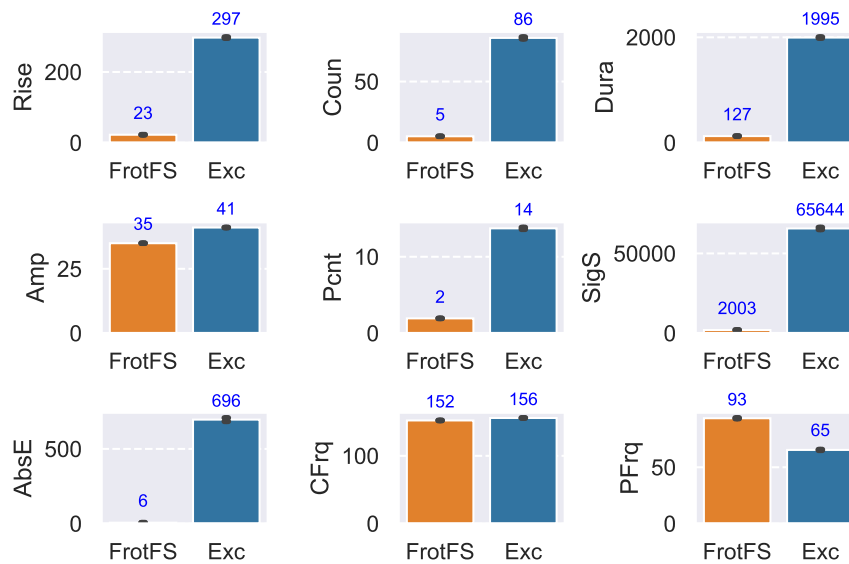 Rise
200
0
23
297
FrotFS Exc
Coun
50
0
5
86
FrotFS Exc
Dura
2000
0
127
1995
FrotFS Exc
Amp
25
0
35
41
FrotFS Exc
Pcnt
10
0
2
14
FrotFS Exc
SigS
50000
0
2003
65644
FrotFS Exc
AbsE
500
0
6
696
FrotFS Exc
CFrq
100
0
152
156
FrotFS Exc
PFrq
50
0
93
65
FrotFS Exc